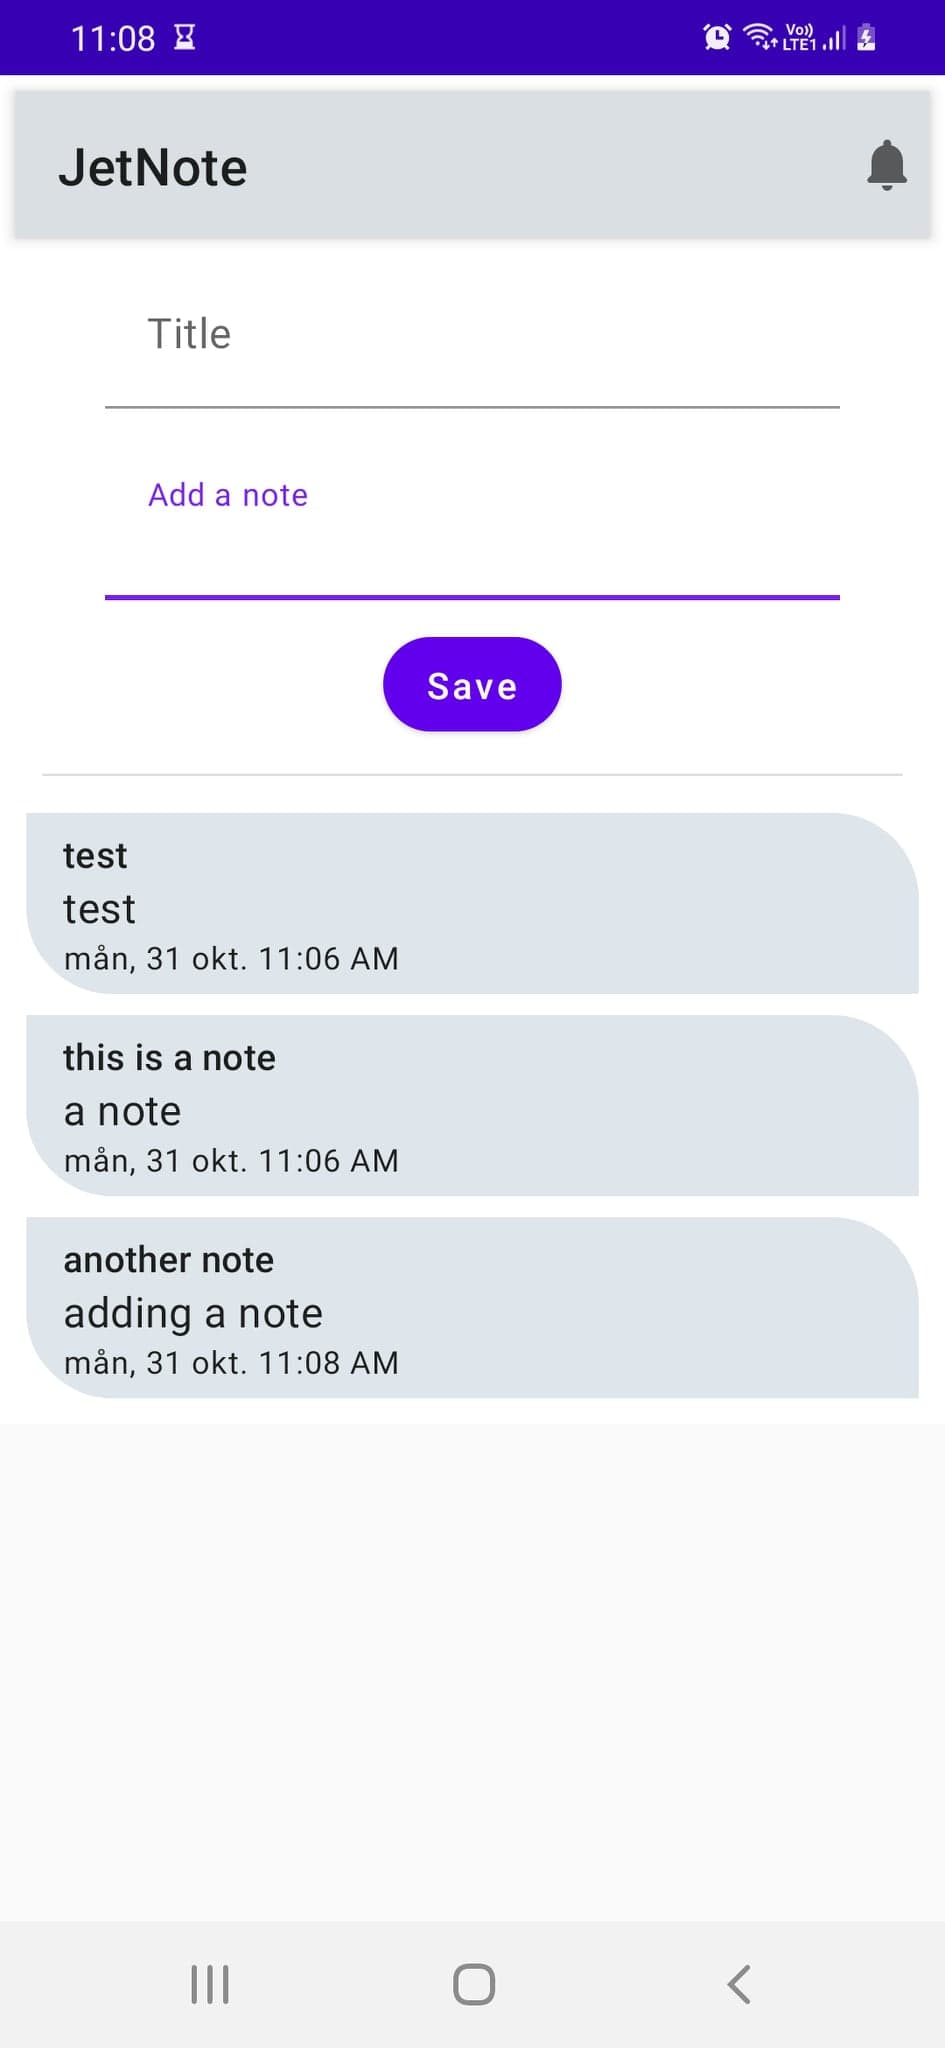 11:08
Vo)) LTE1
JetNote
Title
Add a note
Save
test
test
mån, 31 okt. 11:06 AM
this is a note
a note
mån, 31 okt. 11:06 AM
another note
adding a note
mån, 31 okt. 11:08 AM